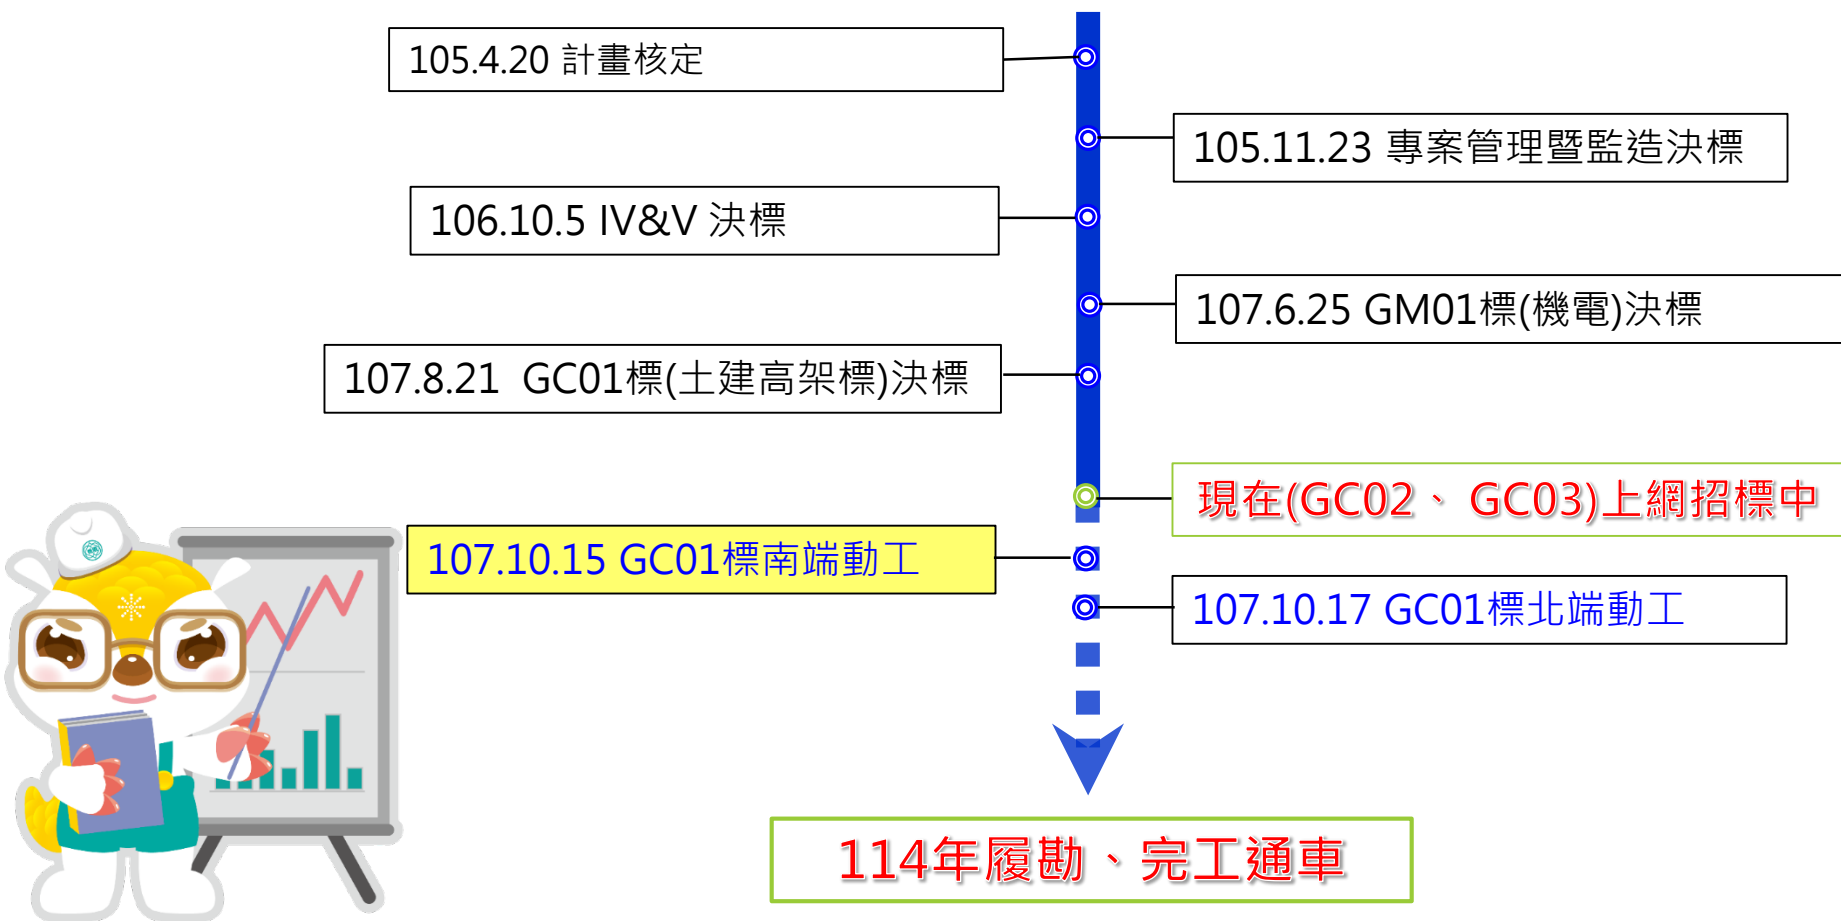 105.4.20 計畫核定
105.11.23 專案管理暨監造決標
106.10.5 IV&V 決標
107.6.25 GM01標(機電)決標
107.8.21 GC01標(土建高架標)決標
現在(GC02、 GC03)上網招標中
107.10.15 GC01標南端動工
107.10.17 GC01標北端動工
114年履勘、完工通車